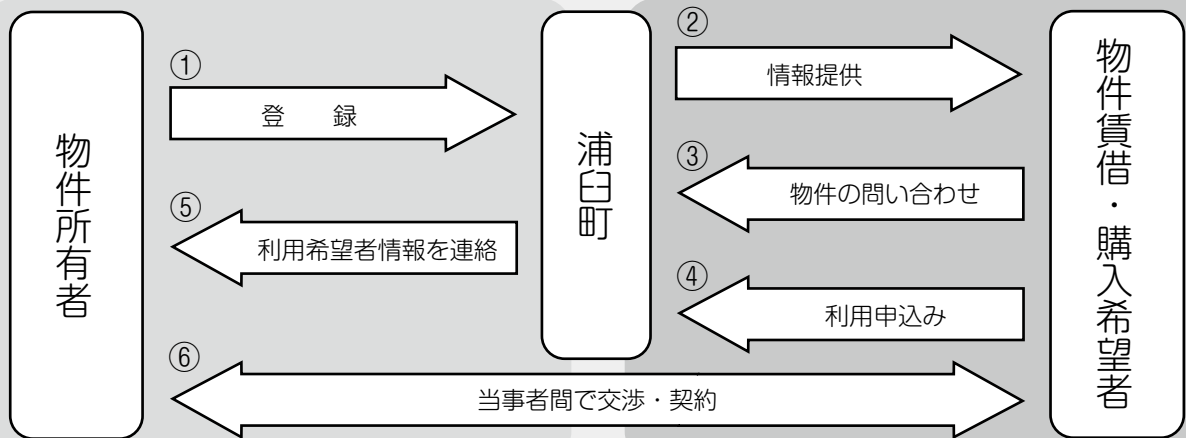 物件所有者
浦臼町
物件賃借・購入希望者
①
登　録
②
情報提供
③
物件の問い合わせ
④
利用申込み
⑤
利用希望者情報を連絡
⑥
当事者間で交渉・契約